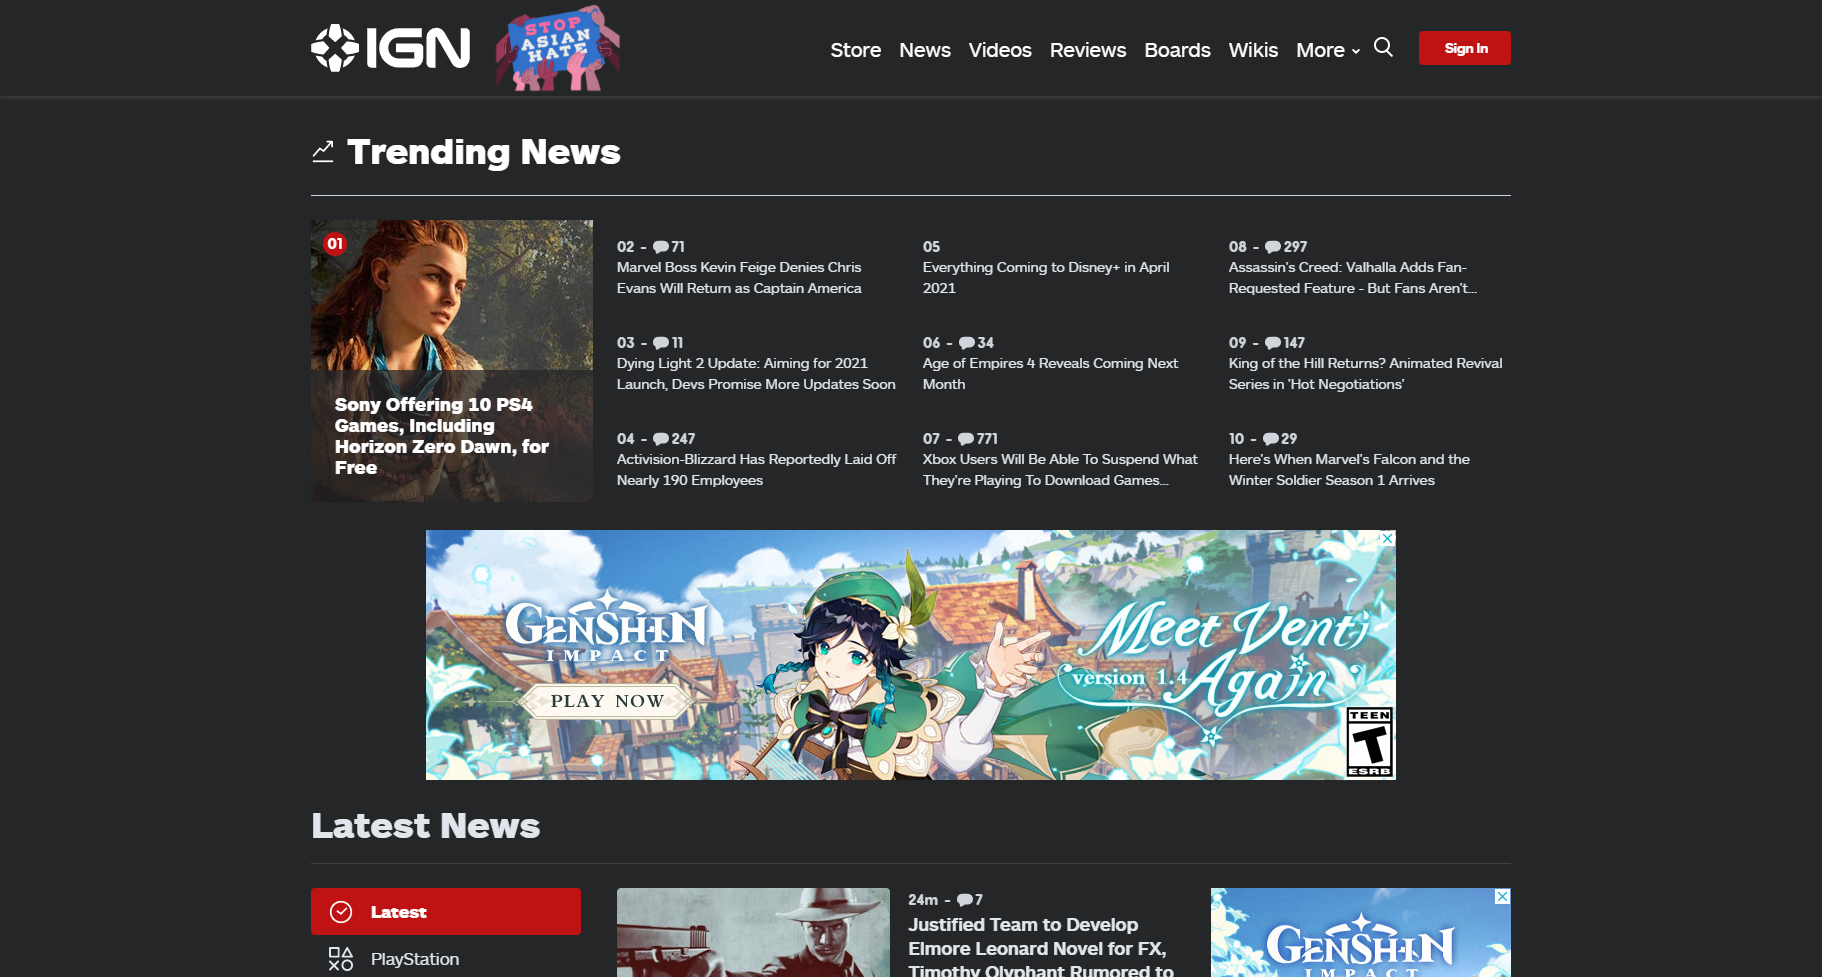 IGN
STOP
ASIAN
HATE
Store News Videos Reviews Boards Wikis More
Sign In
Trending News
01
Sony Offering 10 PS4
Games, Including
Horizon Zero Dawn, for
Free
02 - 71
Marvel Boss Kevin Feige Denies Chris
Evans Will Return as Captain America
03 - 11
Dying Light 2 Update: Aiming for 2021
Launch, Devs Promise More Updates Soon
04 - 247
Activision-Blizzard Has Reportedly Laid Off
Nearly 190 Employees
05
Everything Coming to Disney+ in April
2021
06 - 34
Age of Empires 4 Reveals Coming Next
Month
07 - 771
Xbox Users Will Be Able To Suspend What
They're Playing To Download Games...
08 - 297
Assassin's Creed: Valhalla Adds Fan-
Requested Feature - But Fans Aren't...
09 - 147
King of the Hill Returns? Animated Revival
Series in 'Hot Negotiations'
10 - 29
Here's When Marvel's Falcon and the
Winter Soldier Season 1 Arrives
GENSHIN
IMPACT
PLAY NOW
Meet Venti
version 1.4 Again
TEEN
T
ESRB
Latest News
Latest
PlayStation
24m - 7
Justified Team to Develop
Elmore Leonard Novel for FX,
Timothy Olyphant Rumored to
GENSHIN
IMPACT